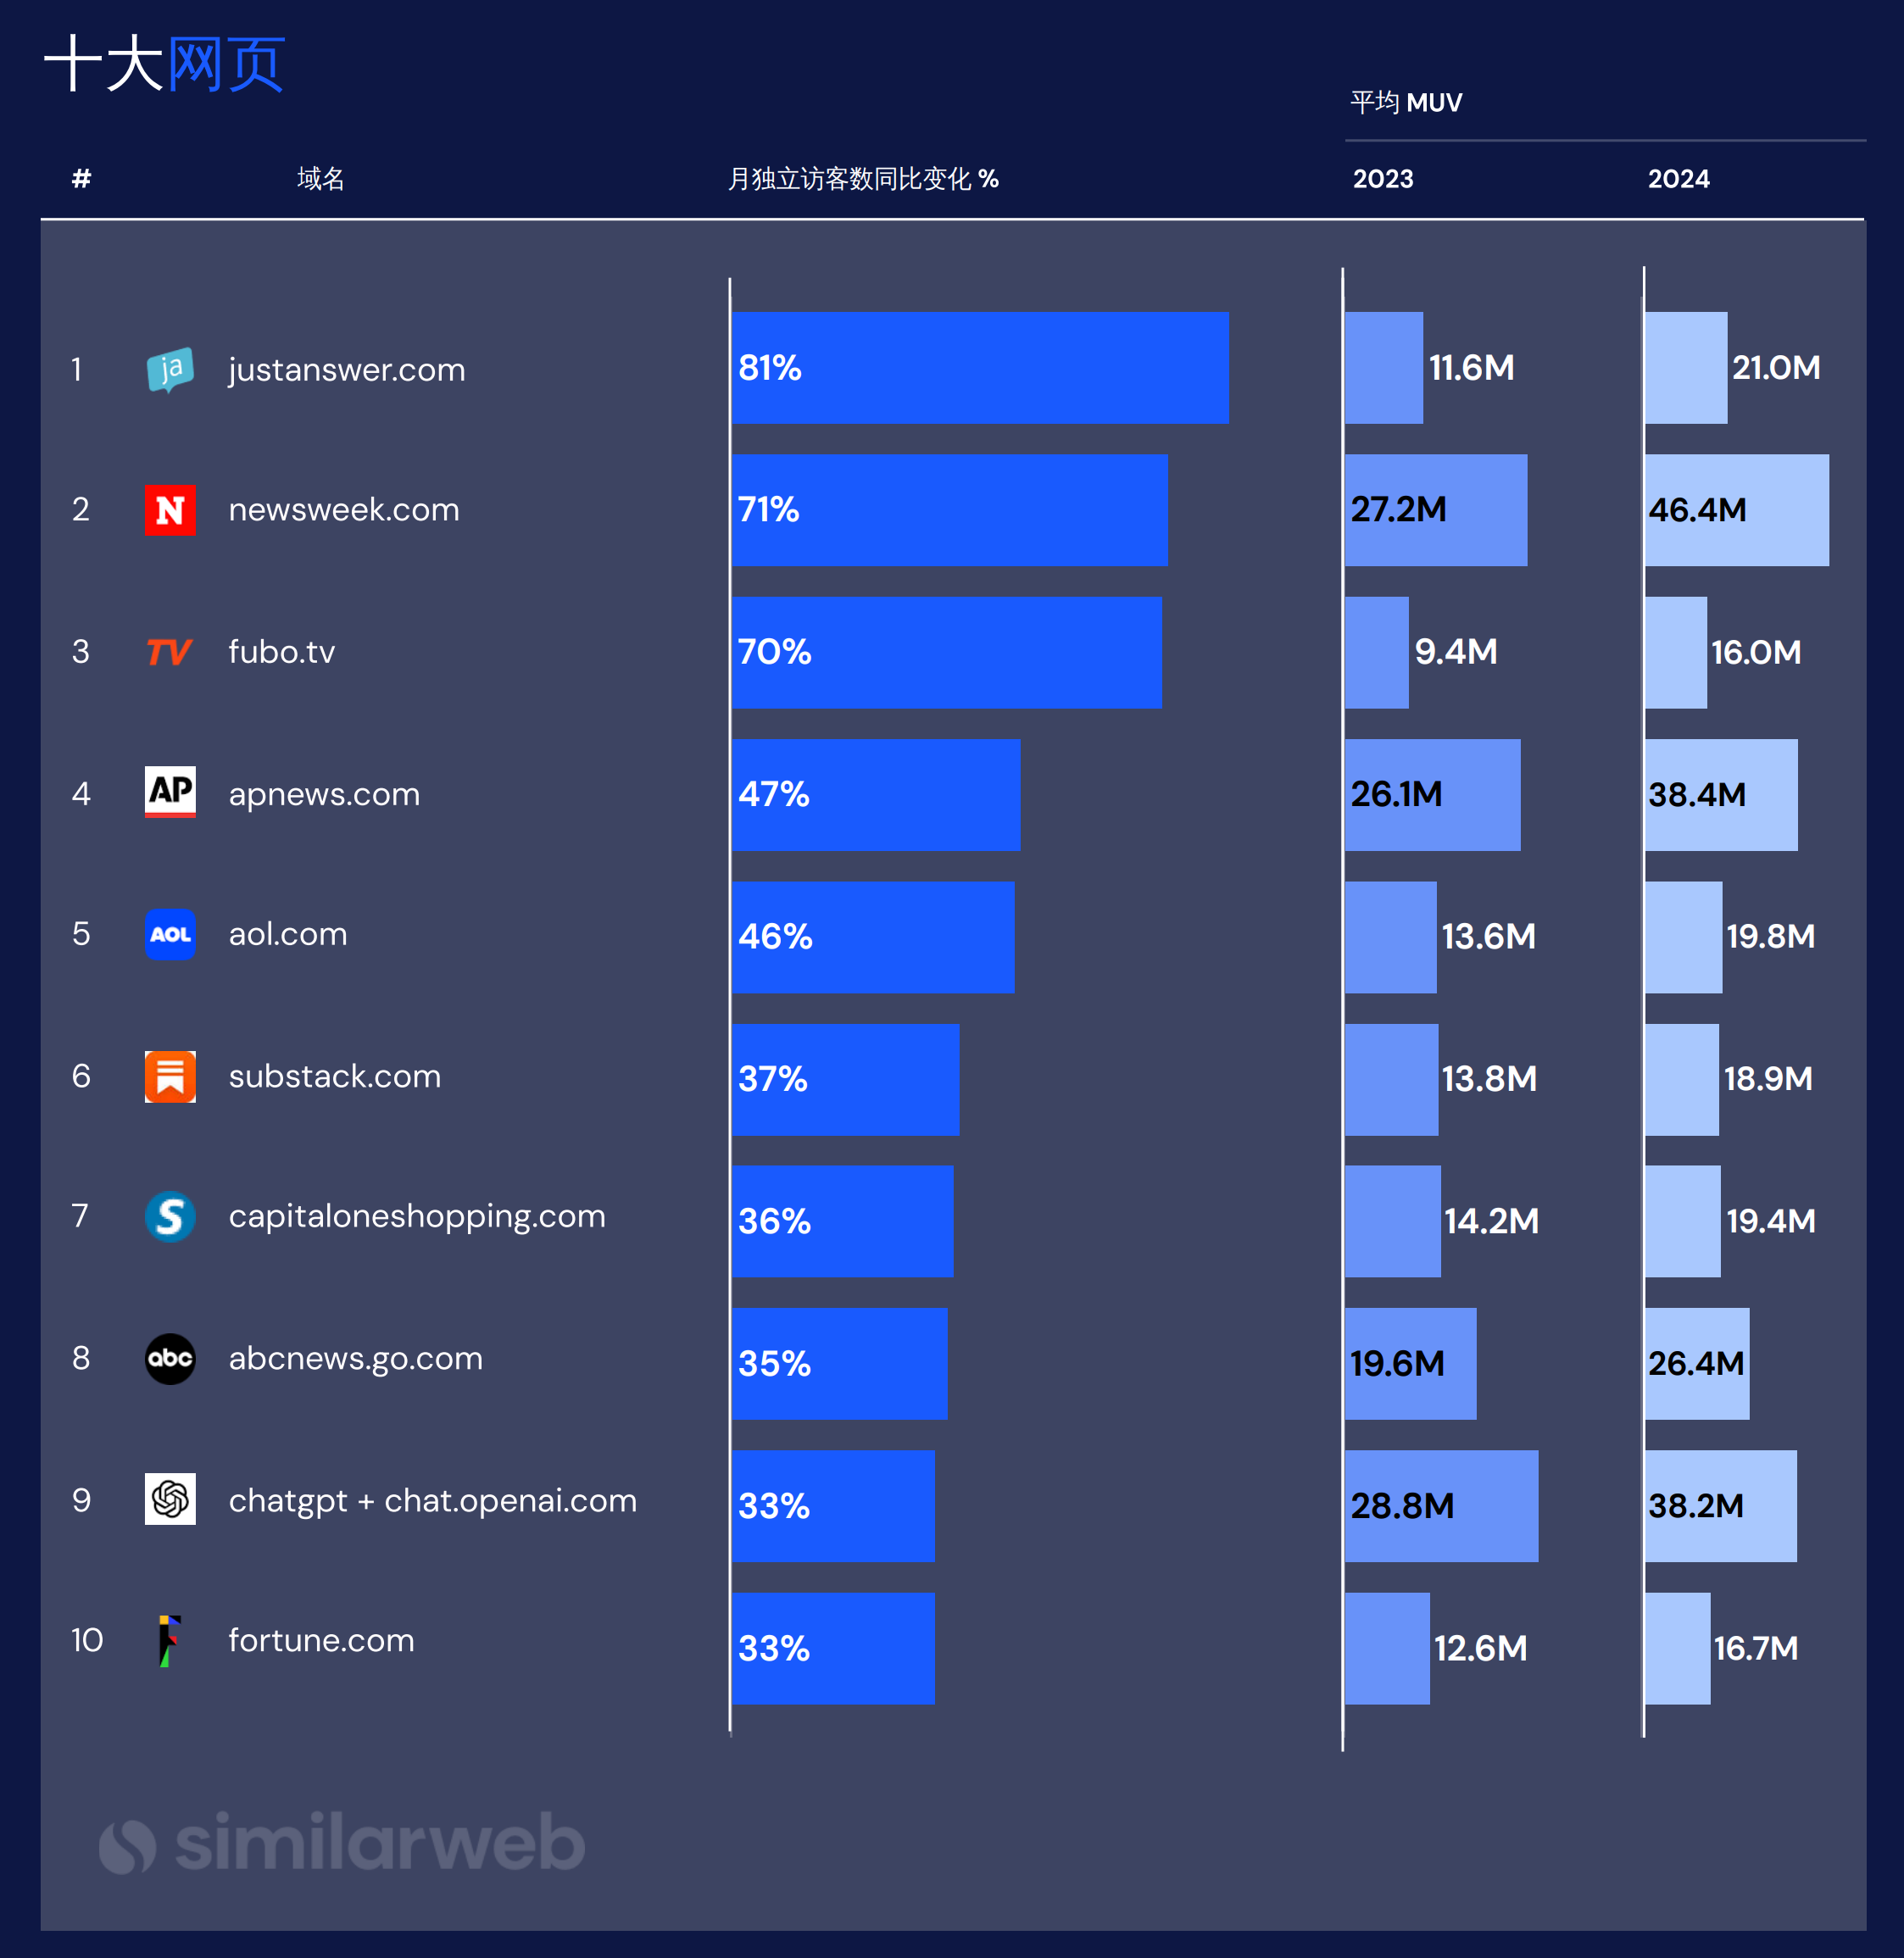 十大网页
平均 MUV
# 域名 月独立访客数同比变化 % 2023 2024
1 ja justanswer.com 81% 11.6M 21.0M
2 N newsweek.com 71% 27.2M 46.4M
3 TV fubo.tv 70% 9.4M 16.0M
4 AP apnews.com 47% 26.1M 38.4M
5 AOL aol.com 46% 13.6M 19.8M
6 substack.com 37% 13.8M 18.9M
7 S capitaloneshopping.com 36% 14.2M 19.4M
8 abc abcnews.go.com 35% 19.6M 26.4M
9 chatgpt + chat.openai.com 33% 28.8M 38.2M
10 F fortune.com 33% 12.6M 16.7M
similarweb